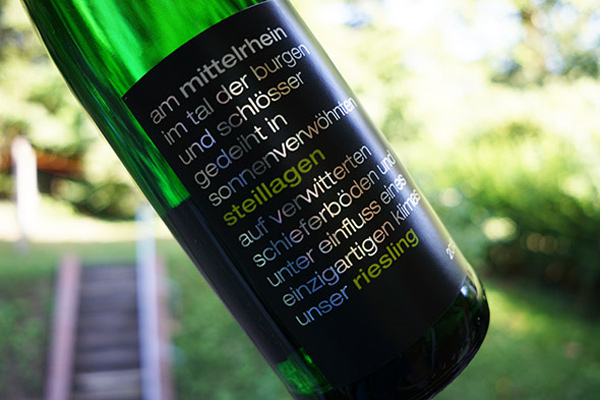 am mittelrhein
im tal der burgen
und schlösser
gedeiht in
sonnenverwöhnten
steillagen
auf verwitterten
schieferböden und
unter einfluss eines
einzigartigen klimas
unser riesling